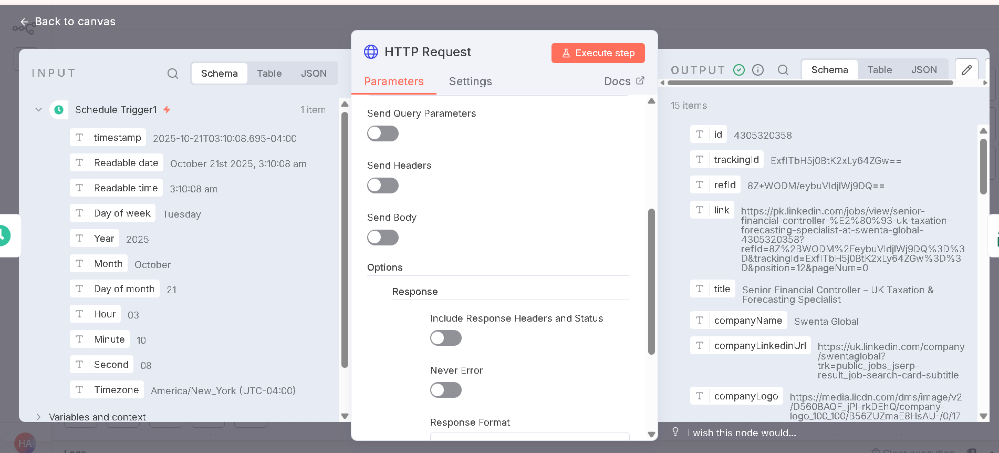 Back to canvas
INPUT
Schema
Table
JSON
Schedule Trigger1
1 item
T timestamp 2025-10-21T03:10:08.695-04:00
T Readable date October 21st 2025, 3:10:08 am
T Readable time 3:10:08 am
T Day of week Tuesday
T Year 2025
T Month October
T Day of month 21
T Hour 03
T Minute 10
T Second 08
T Timezone America/New_York (UTC-04:00)
Variables and context
HA
HTTP Request
Execute step
Parameters
Settings
Docs
Send Query Parameters
Send Headers
Send Body
Options
Response
Include Response Headers and Status
Never Error
Response Format
OUTPUT
Schema
Table
JSON
15 items
T id 4305320358
T trackingId ExfITbH5j0BtK2xLy64ZGw==
T refId 8Z+WODM/eybuVIdjlWj9DQ==
T link https://pk.linkedin.com/jobs/view/senior-
financial-controller-%E2%80%93-uk-taxation-
forecasting-specialist-at-swenta-global-
4305320358?
refId=8Z%2BWODM%2FeybuVIdjlWj9DQ%3D%3
D&trackingId=ExfITbH5j0BtK2xLy64ZGw%3D%3
D&position=12&pageNum=0
T title Senior Financial Controller – UK Taxation &
Forecasting Specialist
T companyName Swenta Global
T companyLinkedinUrl https://uk.linkedin.com/company
/swentaglobal?
trk=public_jobs_jserp-
result_job-search-card-subtitle
T companyLogo https://media.licdn.com/dms/image/v2
/D560BAQF_jPI-rkDEhQ/company-
logo_100_100/B56ZUZmaE8HsAU-/0/17
I wish this node would...